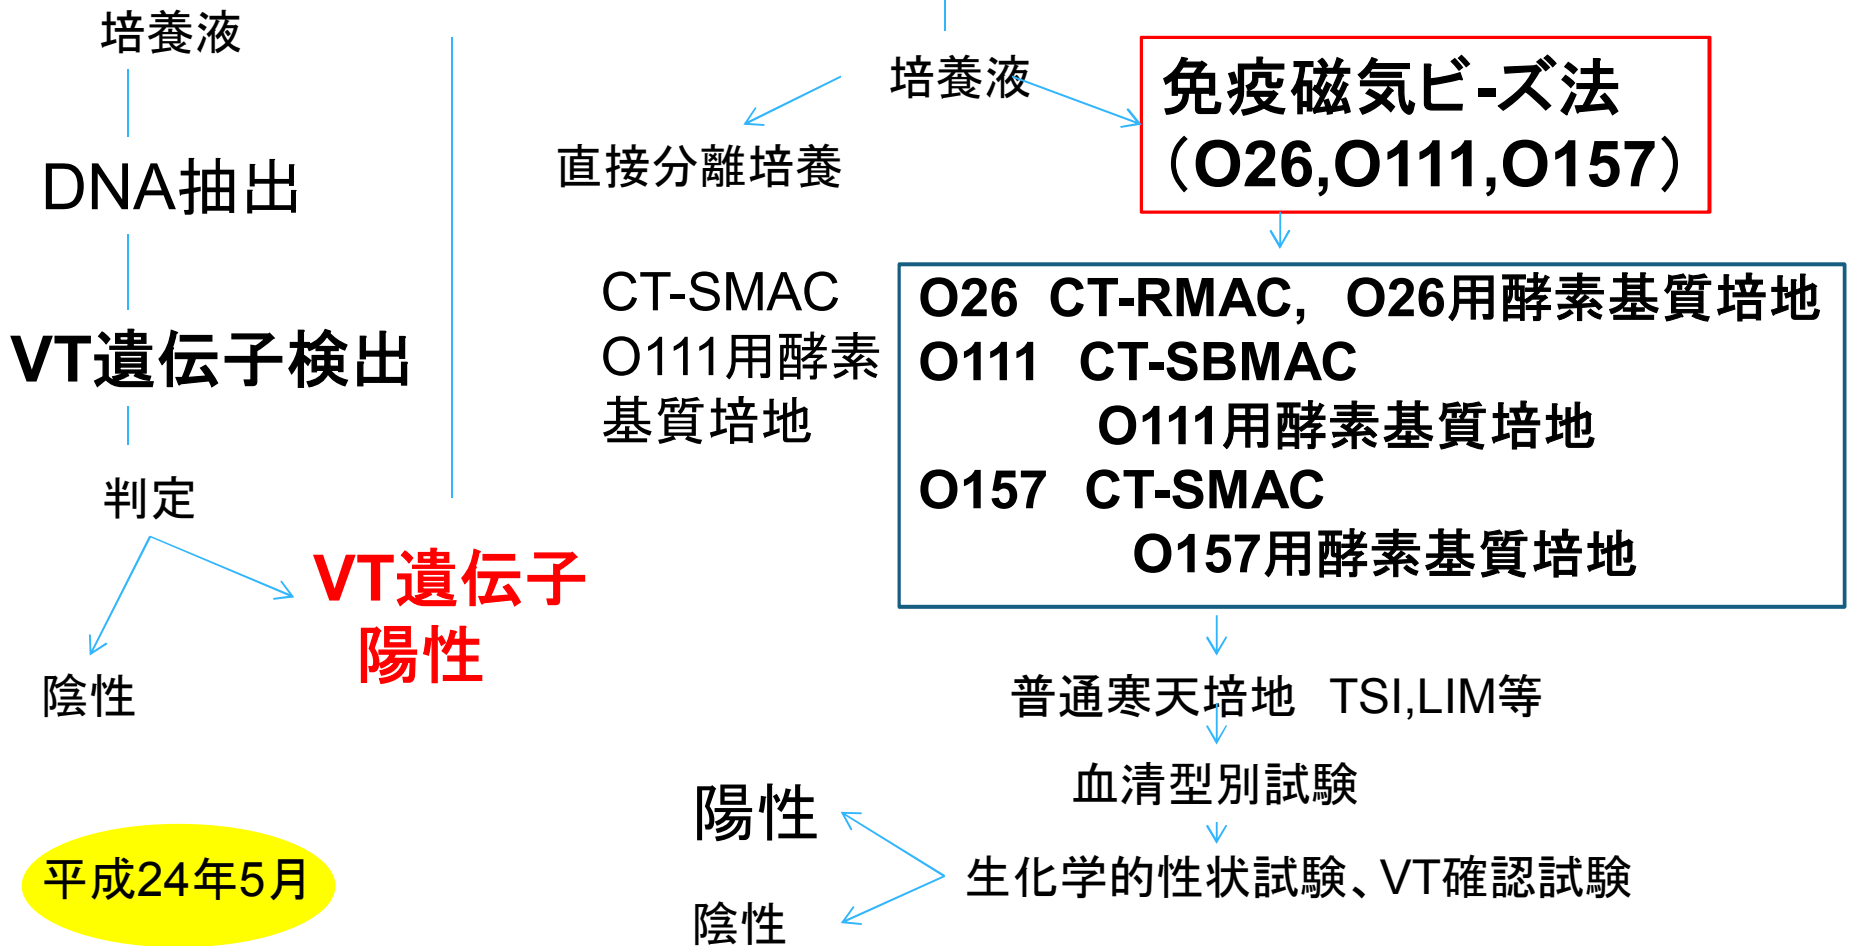 培養液
DNA抽出
VT遺伝子検出
判定
陰性
VT遺伝子
陽性
平成24年5月
培養液
直接分離培養
CT-SMAC
O111用酵素
基質培地
免疫磁気ビ-ズ法
（O26,O111,O157）
O26 CT-RMAC, O26用酵素基質培地
O111 CT-SBMAC
O111用酵素基質培地
O157 CT-SMAC
O157用酵素基質培地
普通寒天培地 TSI,LIM等
血清型別試験
生化学的性状試験、VT確認試験
陽性
陰性